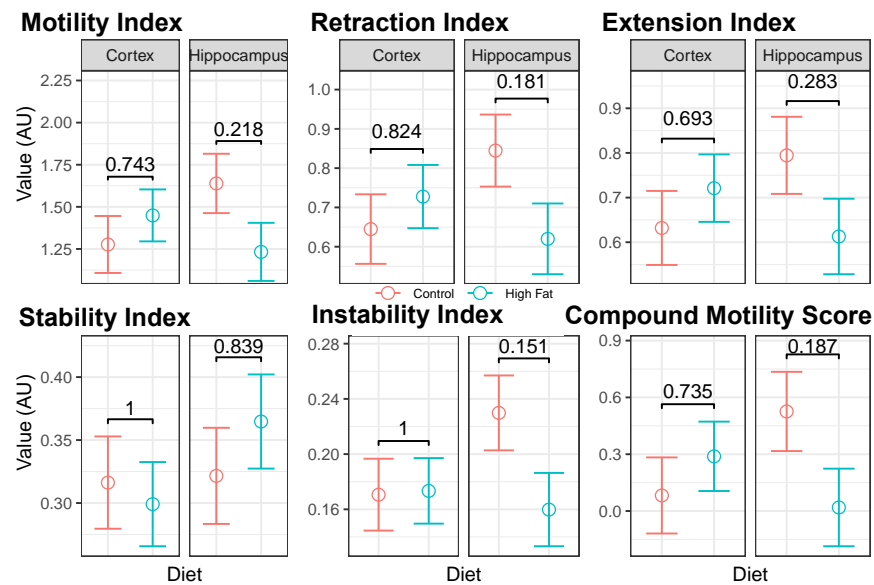 Motility Index
Retraction Index
Extension Index
Cortex
Hippocampus
Cortex
Hippocampus
Cortex
Hippocampus
Value (AU)
2.25
2.00
1.75
1.50
1.25
0.743
0.218
1.0
0.9
0.8
0.7
0.6
0.824
0.181
0.9
0.8
0.7
0.6
0.693
0.283
Control
High Fat
Stability Index
Instability Index
Compound Motility Score
Value (AU)
0.40
0.35
0.30
1
0.839
0.28
0.24
0.20
0.16
1
0.151
0.9
0.6
0.3
0.0
0.735
0.187
Diet
Diet
Diet